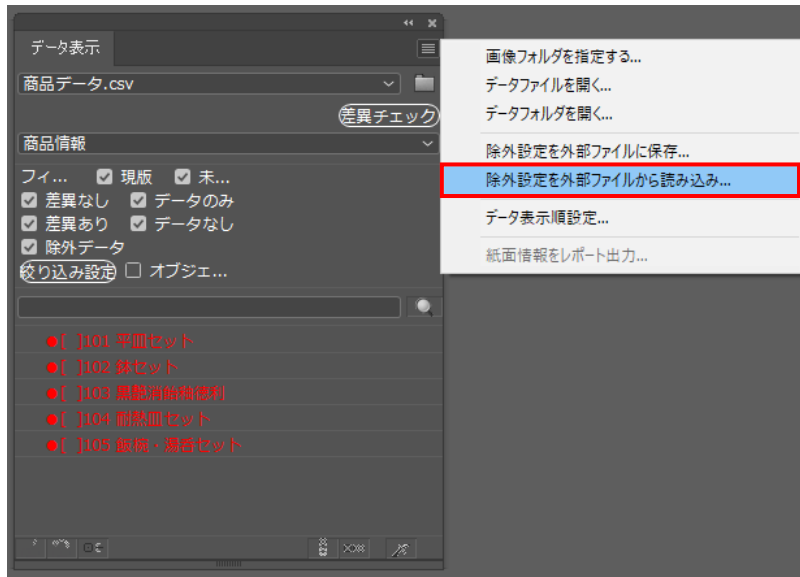 データ表示
商品データ.csv
差異チェック
商品情報
フィ... 現版 未...
差異なし データのみ
差異あり データなし
除外データ
絞り込み設定 オブジェ...
●[ ]101 平皿セット
●[ ]102 鉢セット
●[ ]103 黒艶消飴釉徳利
●[ ]104 耐熱皿セット
●[ ]105 飯椀・湯呑セット
画像フォルダを指定する...
データファイルを開く...
データフォルダを開く...
除外設定を外部ファイルに保存...
除外設定を外部ファイルから読み込み...
データ表示順設定...
紙面情報をレポート出力...